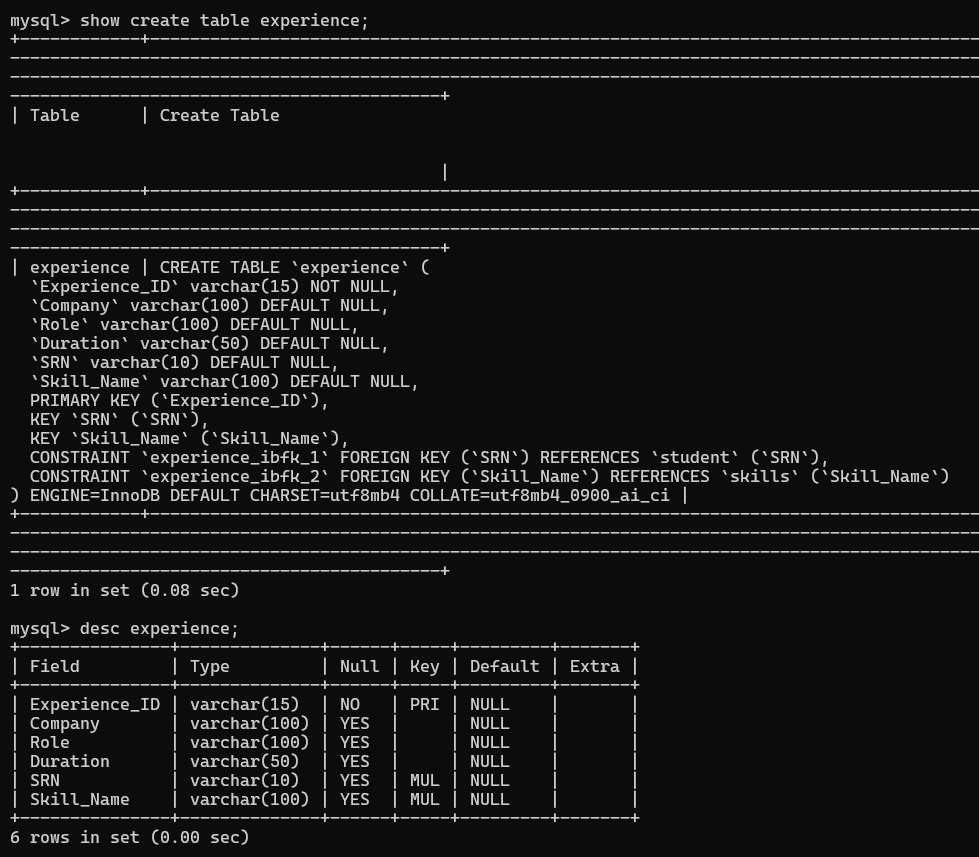 mysql> show create table experience;
+------------+-----------------------------------------------------------------------------------
-------------------------------------------------------------------------------------------------
-------------------------------------------------------------------------------------------------
-------------------------------------------+
| Table      | Create Table
|
+------------+-----------------------------------------------------------------------------------
-------------------------------------------------------------------------------------------------
-------------------------------------------------------------------------------------------------
-------------------------------------------+
| experience | CREATE TABLE `experience` (
  `Experience_ID` varchar(15) NOT NULL,
  `Company` varchar(100) DEFAULT NULL,
  `Role` varchar(100) DEFAULT NULL,
  `Duration` varchar(50) DEFAULT NULL,
  `SRN` varchar(10) DEFAULT NULL,
  `Skill_Name` varchar(100) DEFAULT NULL,
  PRIMARY KEY (`Experience_ID`),
  KEY `SRN` (`SRN`),
  KEY `Skill_Name` (`Skill_Name`),
  CONSTRAINT `experience_ibfk_1` FOREIGN KEY (`SRN`) REFERENCES `student` (`SRN`),
  CONSTRAINT `experience_ibfk_2` FOREIGN KEY (`Skill_Name`) REFERENCES `skills` (`Skill_Name`)
) ENGINE=InnoDB DEFAULT CHARSET=utf8mb4 COLLATE=utf8mb4_0900_ai_ci |
+------------+-----------------------------------------------------------------------------------
-------------------------------------------------------------------------------------------------
-------------------------------------------------------------------------------------------------
-------------------------------------------+
1 row in set (0.08 sec)
mysql> desc experience;
+---------------+--------------+------+-----+---------+-------+
| Field         | Type         | Null | Key | Default | Extra |
+---------------+--------------+------+-----+---------+-------+
| Experience_ID | varchar(15)  | NO   | PRI | NULL    |       |
| Company       | varchar(100) | YES  |     | NULL    |       |
| Role          | varchar(100) | YES  |     | NULL    |       |
| Duration      | varchar(50)  | YES  |     | NULL    |       |
| SRN           | varchar(10)  | YES  | MUL | NULL    |       |
| Skill_Name    | varchar(100) | YES  | MUL | NULL    |       |
+---------------+--------------+------+-----+---------+-------+
6 rows in set (0.00 sec)